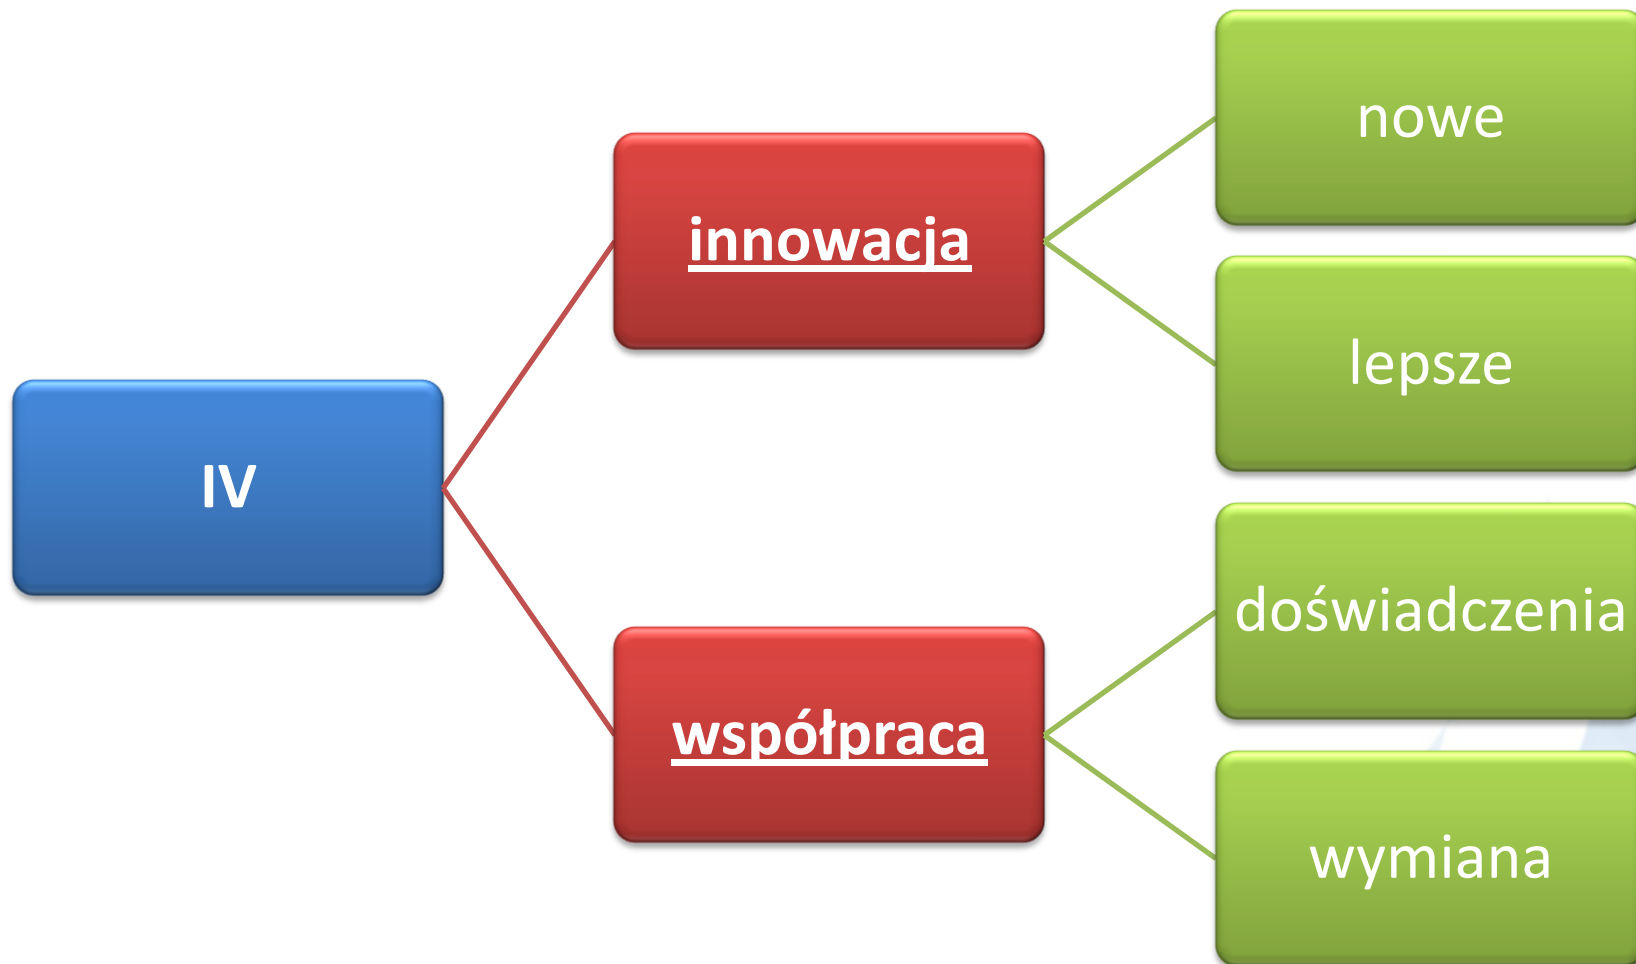 IV
innowacja
nowe
lepsze
współpraca
doświadczenia
wymiana